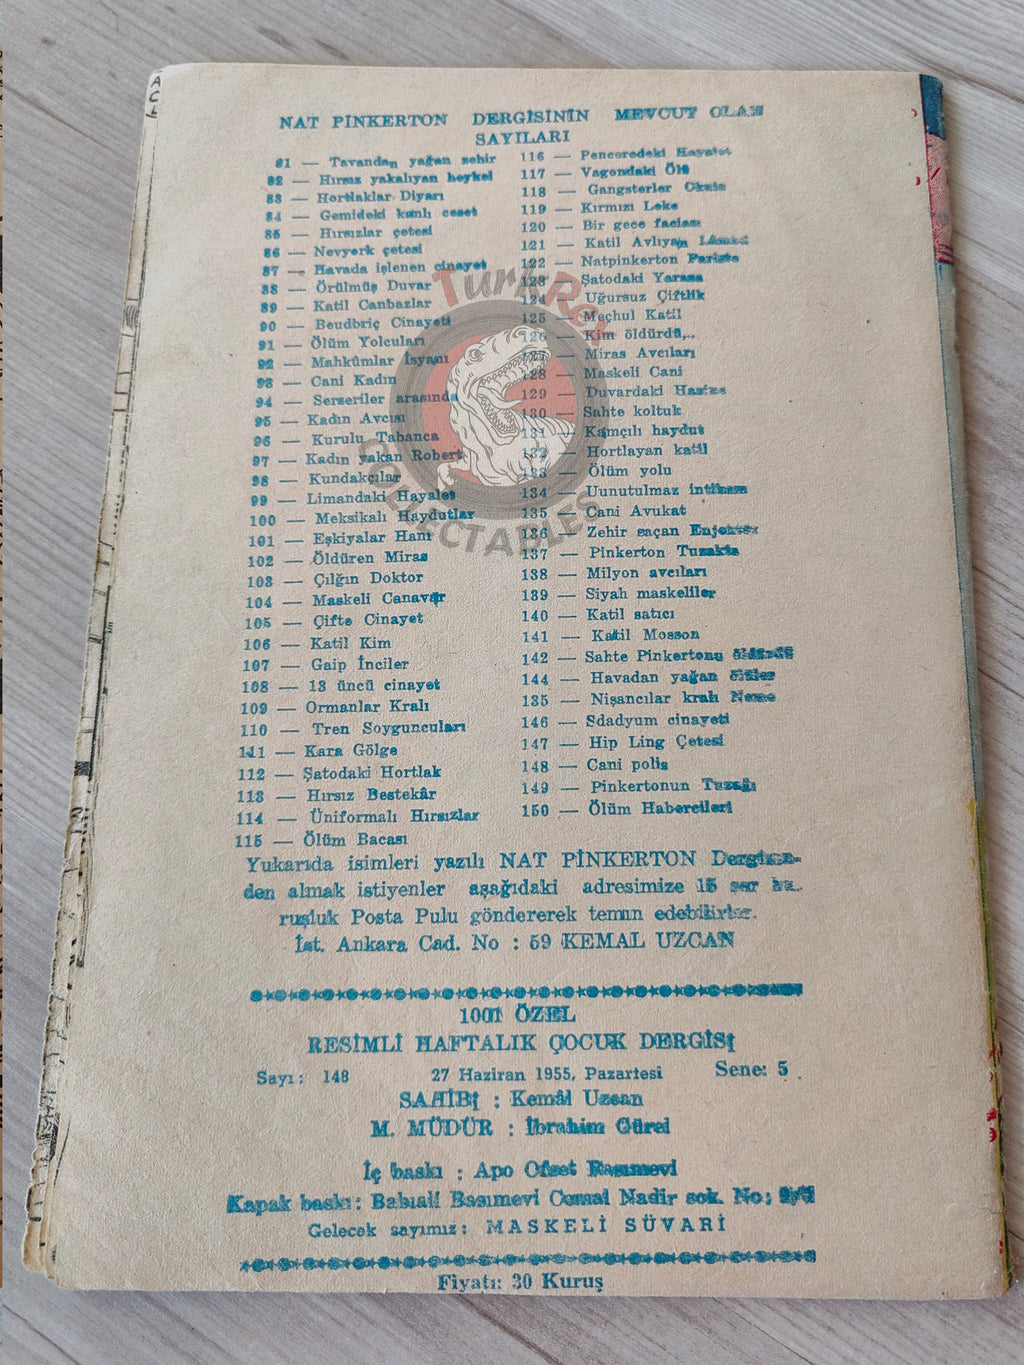 NAT PİNKERTON DERGİSİNİN MEVCUT OLAN
SAYILARI
81 — Tavandan yağan zehir
82 — Hırsız yakalıyan heykel
83 — Hortlaklar Diyarı
84 — Gemideki kanlı ceset
85 — Hırsızlar çetesi
86 — Nevyerk çetesi
87 — Havada işlenen cinayet
88 — Örülmüş Duvar
89 — Katil Canbazlar
90 — Beudbriç Cinayeti
91 — Ölüm Yolcuları
92 — Mahkûmlar İsyanı
93 — Cani Kadın
94 — Serseriler arasında
95 — Kadın Avcısı
96 — Kurulu Tabanca
97 — Kadın yakan Robert
98 — Kundakçılar
99 — Limandaki Hayalet
100 — Meksikalı Haydutlar
101 — Eşkiyalar Hanı
102 — Öldüren Miras
103 — Çılğın Doktor
104 — Maskeli Canavar
105 — Çifte Cinayet
106 — Katil Kim
107 — Gaip İnciler
108 — 13 üncü cinayet
109 — Ormanlar Kralı
110 — Tren Soyguncuları
111 — Kara Gölge
112 — Şatodaki Hortlak
113 — Hırsız Bestekâr
114 — Üniformalı Hırsızlar
115 — Ölüm Bacası
116 — Penceredeki Hayalet
117 — Vagondaki Ölü
118 — Gangsterler
119 — Kırmızı Leke
120 — Bir gece faciası
121 — Katil Avlıyan
122 — Natpinkerton Pariste
123 — Şatodaki Yarasa
124 — Uğursuz Çiftlik
125 — Meçhul Katil
126 — Kim öldürdü,..
127 — Miras Avcıları
128 — Maskeli Cani
129 — Duvardaki Hazine
130 — Sahte koltuk
131 — Kamçılı haydut
132 — Hortlayan katil
133 — Ölüm yolu
134 — Uunutulmaz intikam
135 — Cani Avukat
136 — Zehir saçan
137 — Pinkerton Tuzakta
138 — Milyon avcıları
139 — Siyah maskeliler
140 — Katil satıcı
141 — Katil Mosson
142 — Sahte Pinkertonu öldürdü
144 — Havadan yağan ölüler
135 — Nişancılar kralı
146 — Sdadyum cinayeti
147 — Hip Ling Çetesi
148 — Cani polis
149 — Pinkertonun Tuzağı
150 — Ölüm Habercileri
Yukarıda isimleri yazılı NAT PİNKERTON
den almak istiyenler aşağıdaki adresimize 15 şer ku.
ruşluk Posta Pulu göndererek temın edebilirler.
İst. Ankara Cad. No : 59 KEMAL UZCAN
1001 ÖZEL
RESİMLİ HAFTALIK ÇOCUK DERGİSİ
Sayı: 148 27 Haziran 1955, Pazartesi Sene: 5
SAHİBİ : Kemâl Uzcan
M. MÜDÜR : İbrahim Gürel
İç baskı : Apo Ofset Basımevi
Kapak baskı: Babıali Basımevi Cemal Nadir sok. No:
Gelecek sayımız: MASKELİ SÜVARİ
Fiyatı: 30 Kuruş
TurkRex
COLLECTABLES